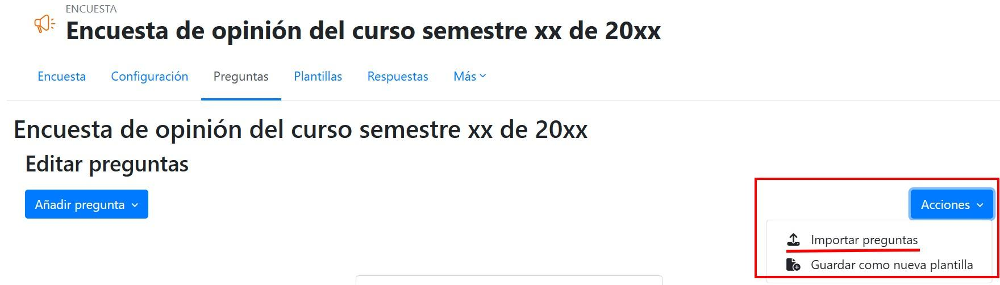 ENCUESTA
Encuesta de opinión del curso semestre xx de 20xx
Encuesta Configuración Preguntas Plantillas Respuestas Más
Encuesta de opinión del curso semestre xx de 20xx
Editar preguntas
Añadir pregunta Acciones
Importar preguntas
Guardar como nueva plantilla